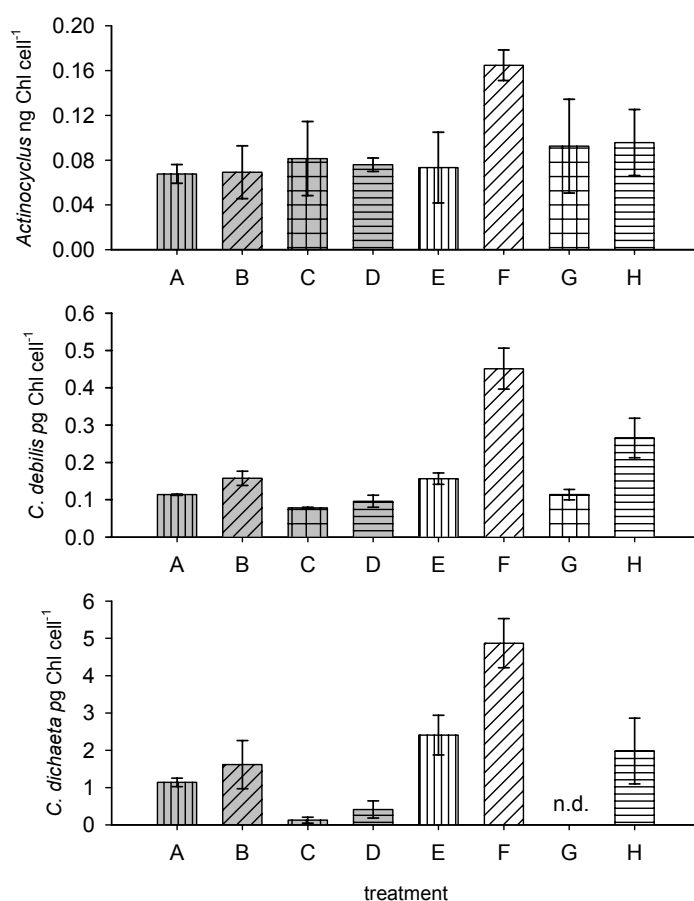 Actinocyclus ng Chl cell⁻¹
0.16
0.12
0.08
0.04
0.00
A B C D E F G H
C. debilis pg Chl cell⁻¹
0.6
0.5
0.4
0.3
0.2
0.1
0.0
A B C D E F G H
C. dichaeta pg Chl cell⁻¹
6
5
4
3
2
1
0
n.d.
A B C D E F G H
treatment